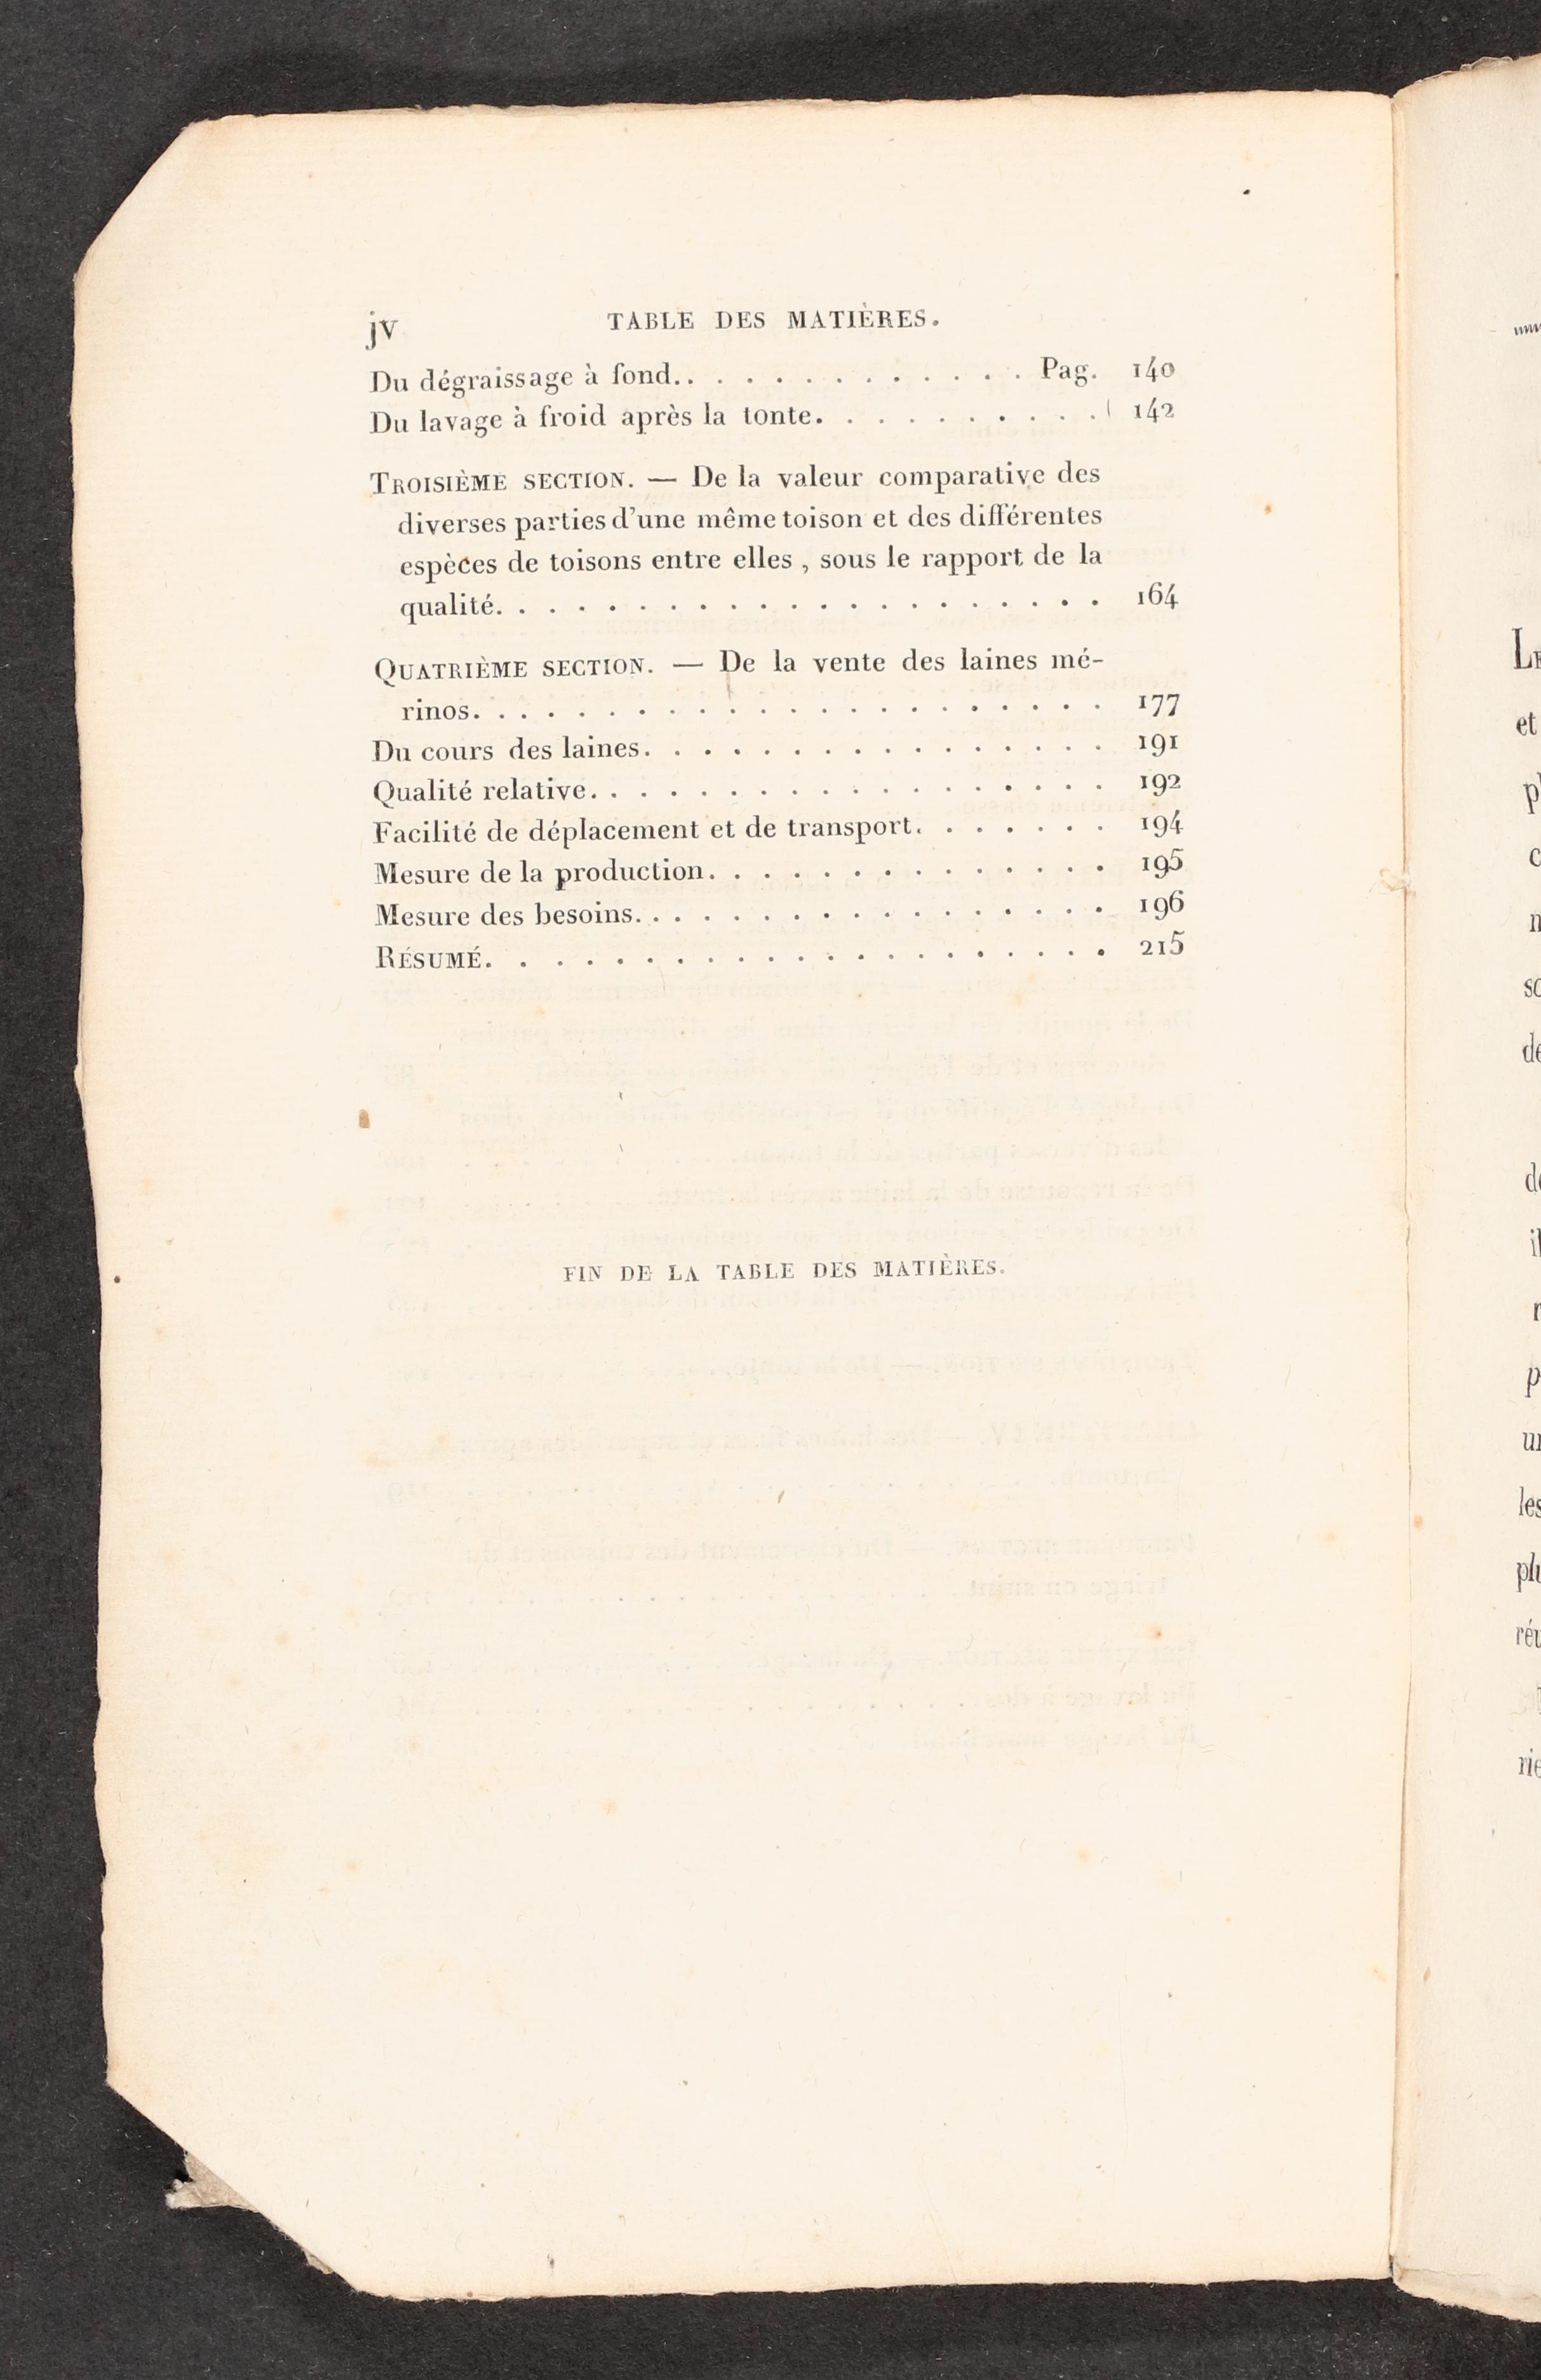 jv TABLE DES MATIÈRES.
Du dégraissage à fond. . . . . . . . . . . . . Pag. 140
Du lavage à froid après la tonte. . . . . . . . . . 142
TROISIÈME SECTION. — De la valeur comparative des
diverses parties d'une même toison et des différentes
espèces de toisons entre elles , sous le rapport de la
qualité. . . . . . . . . . . . . . . . . . . . . 164
QUATRIÈME SECTION. — De la vente des laines mé-
rinos. . . . . . . . . . . . . . . . . . . . . . 177
Du cours des laines. . . . . . . . . . . . . . . . 191
Qualité relative. . . . . . . . . . . . . . . . . . 192
Facilité de déplacement et de transport. . . . . . . 194
Mesure de la production. . . . . . . . . . . . . . 195
Mesure des besoins. . . . . . . . . . . . . . . . . 196
RÉSUMÉ. . . . . . . . . . . . . . . . . . . . . . 215
FIN DE LA TABLE DES MATIÈRES.